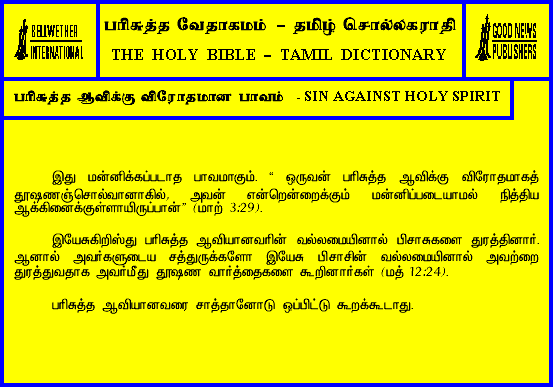 BELLWETHER
INTERNATIONAL
பரிசுத்த வேதாகமம் – தமிழ் சொல்லகராதி
THE HOLY BIBLE – TAMIL DICTIONARY
GOOD NEWS
PUBLISHERS
பரிசுத்த ஆவிக்கு விரோதமான பாவம் - SIN AGAINST HOLY SPIRIT
இது மன்னிக்கப்படாத பாவமாகும். “ ஒருவன் பரிசுத்த ஆவிக்கு விரோதமாகத்
தூஷணஞ்சொல்வானாகில், அவன் என்றென்றைக்கும் மன்னிப்படையாமல் நித்திய
ஆக்கினைக்குள்ளாயிருப்பான்” (மாற் 3:29).
இயேசுகிறிஸ்து பரிசுத்த ஆவியானவரின் வல்லமையினால் பிசாசுகளை துரத்தினார்.
ஆனால் அவர்களுடைய சத்துருக்களோ இயேசு பிசாசின் வல்லமையினால் அவற்றை
துரத்துவதாக அவர்மீது தூஷண வார்த்தைகளை கூறினார்கள் (மத் 12:24).
பரிசுத்த ஆவியானவரை சாத்தானோடு ஒப்பிட்டு கூறக்கூடாது.